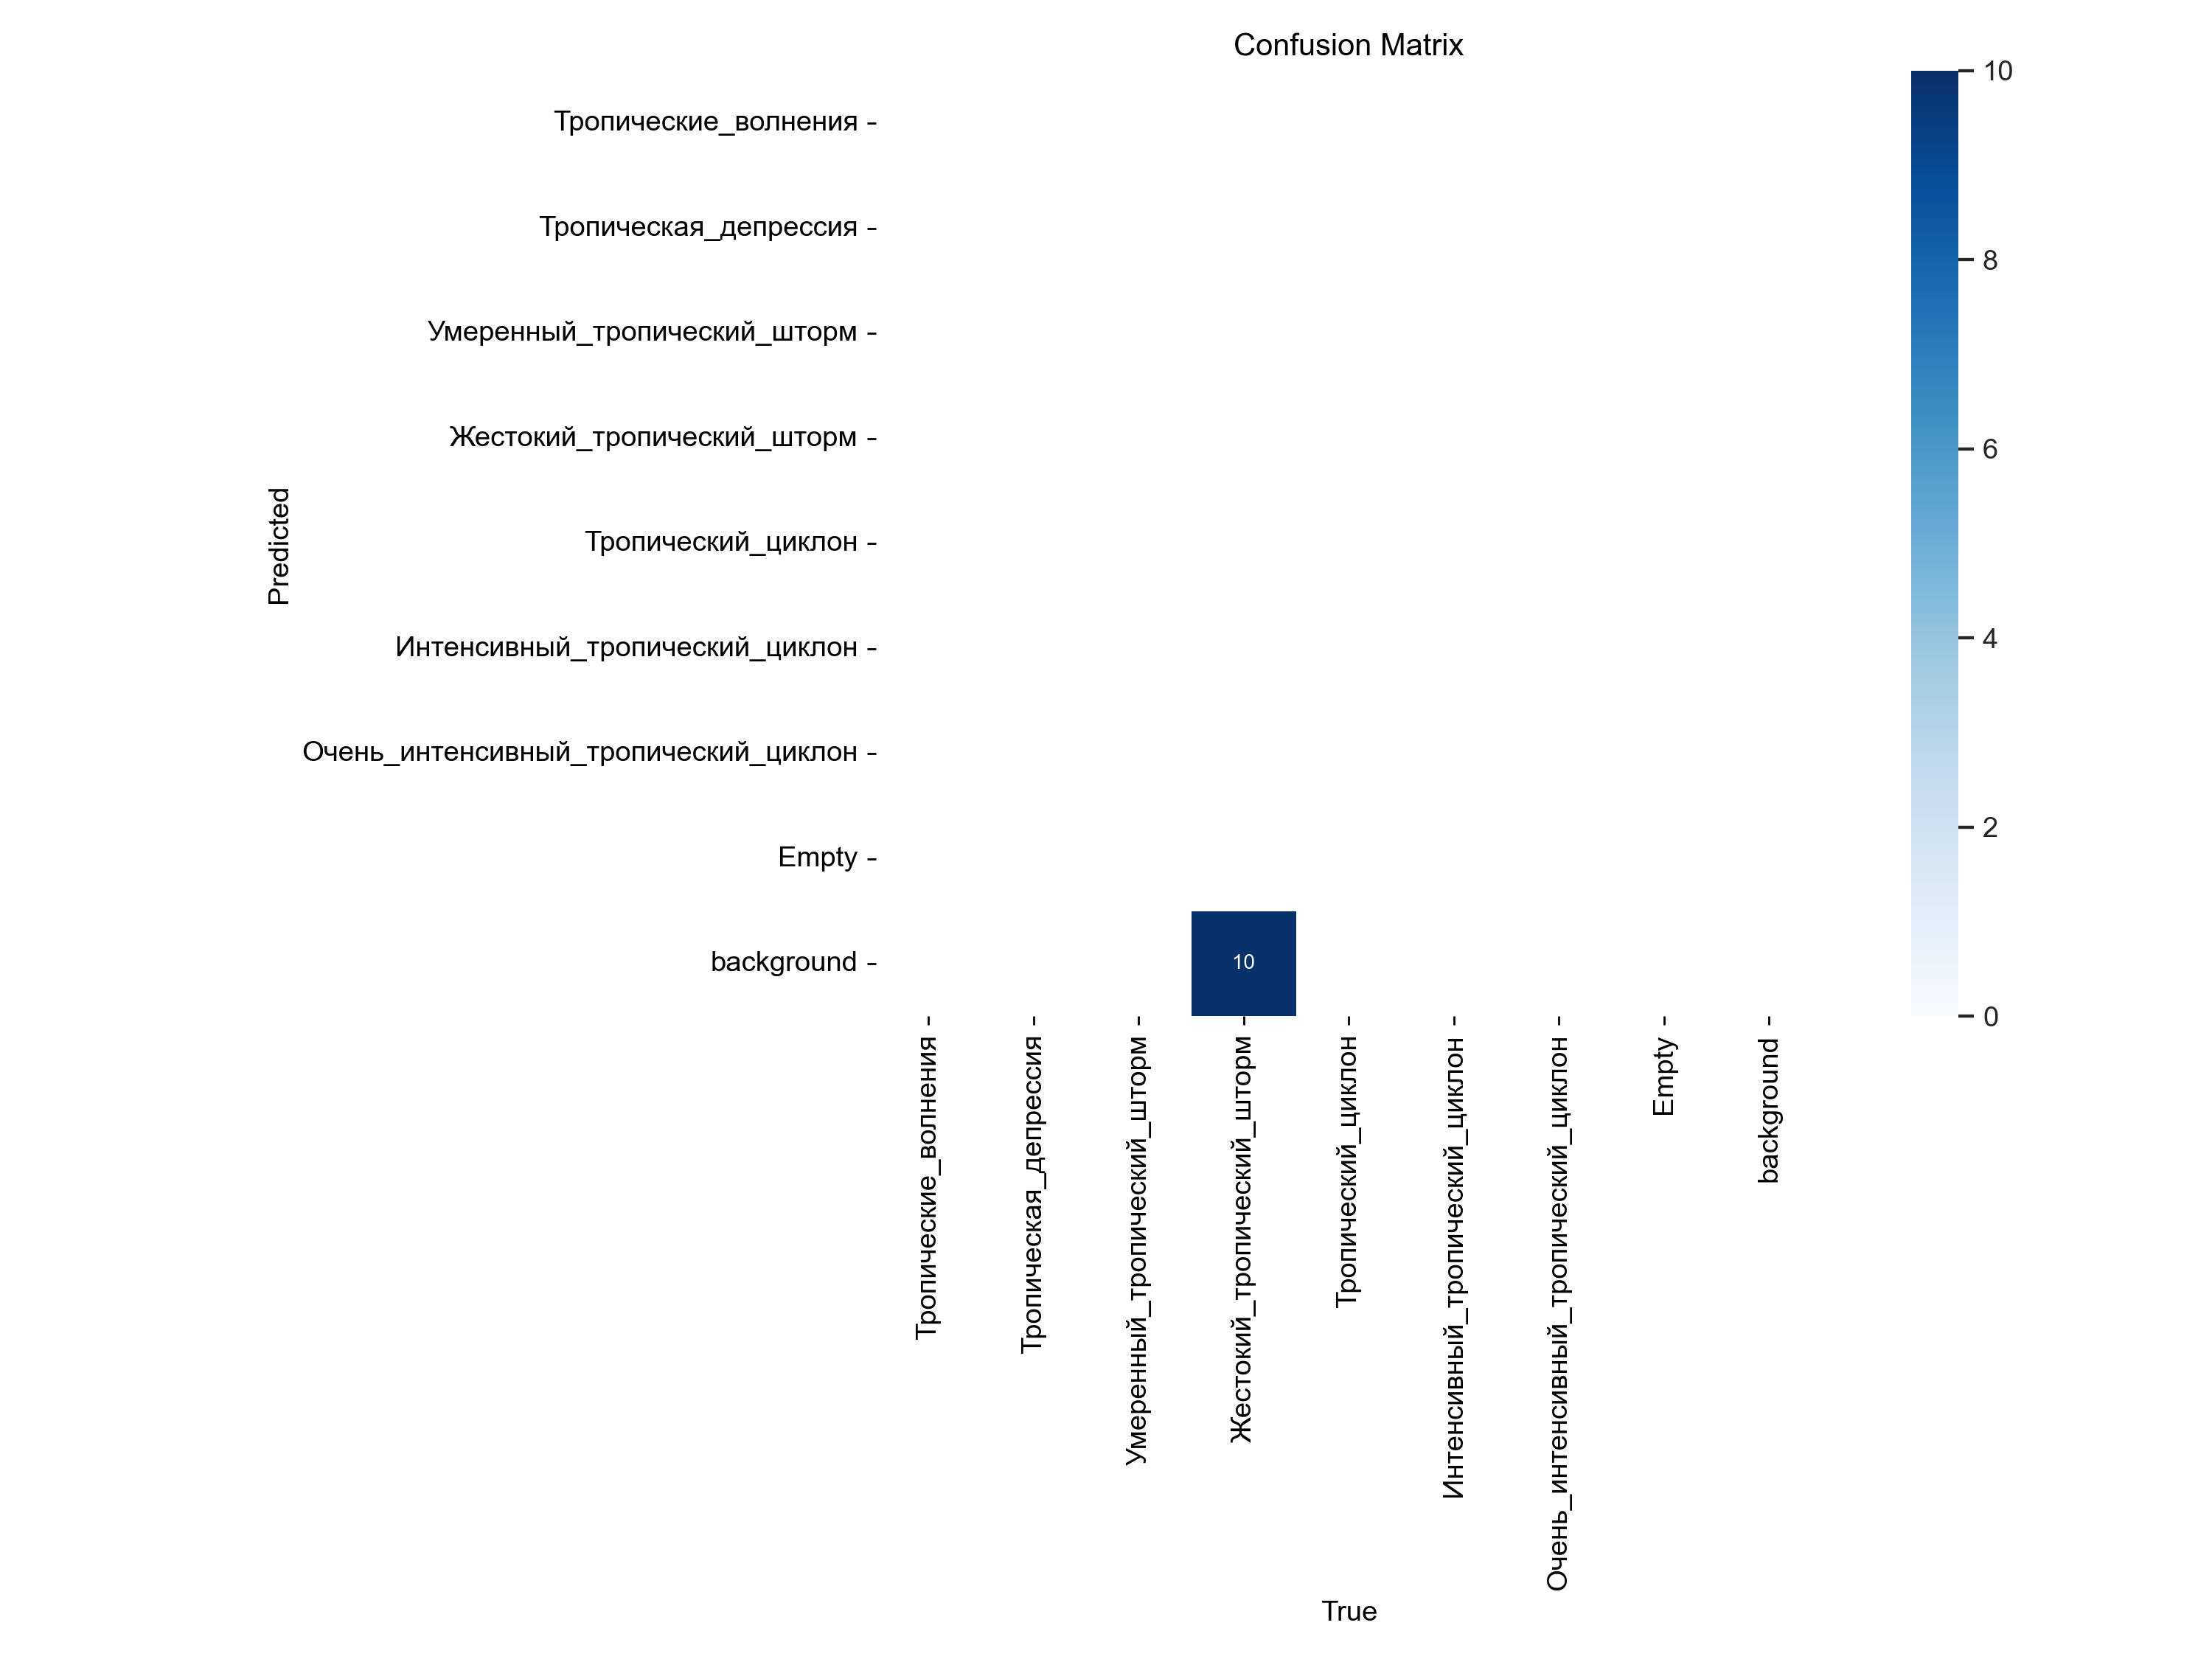 Confusion Matrix
Predicted
Тропические_волнения
Тропическая_депрессия
Умеренный_тропический_шторм
Жестокий_тропический_шторм
Тропический_циклон
Интенсивный_тропический_циклон
Очень_интенсивный_тропический_циклон
Empty
background
10
Тропические_волнения
Тропическая_депрессия
Умеренный_тропический_шторм
Жестокий_тропический_шторм
Тропический_циклон
Интенсивный_тропический_циклон
Очень_интенсивный_тропический_циклон
Empty
background
True
10
8
6
4
2
0